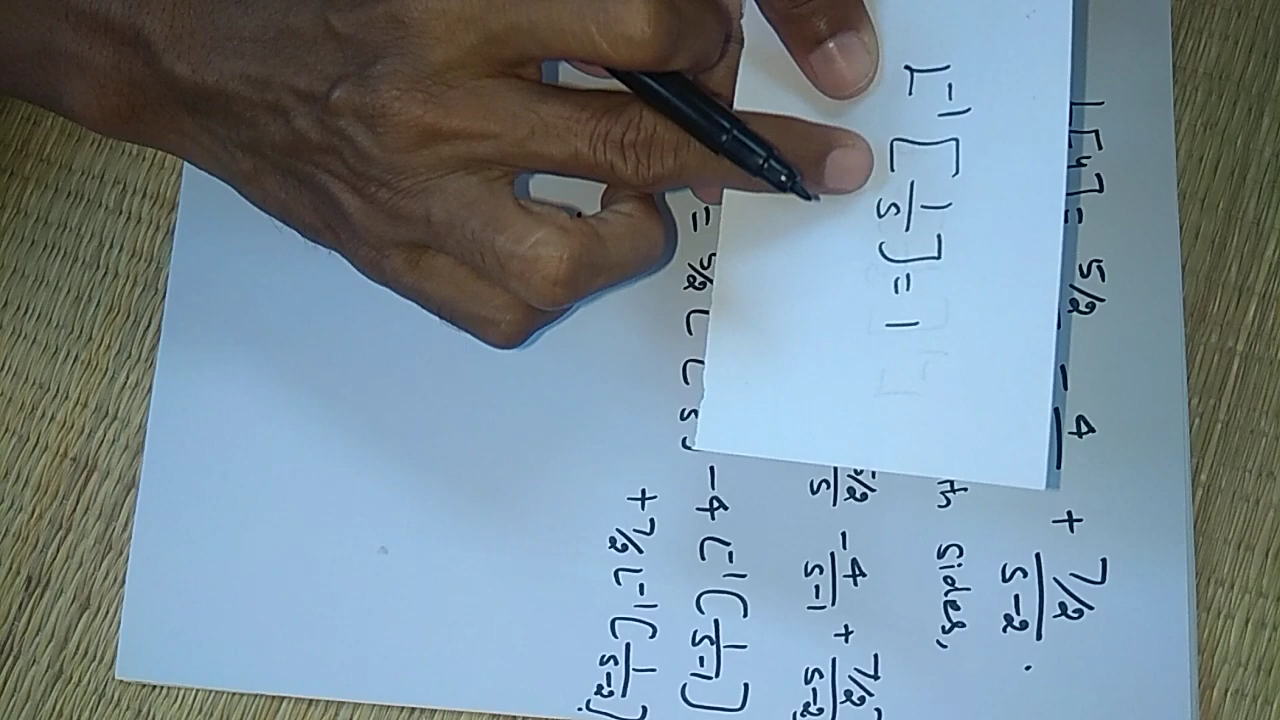 L[y] = 5/2 - 4 + 7/2/s-2.
L-1[1/s] = 1
th sides,
5/2/s - 4/s-1 + 7/2/s-2
= 5/2 - 4 L-1[1/s-1]
+ 7/2 L-1[1/s-2]